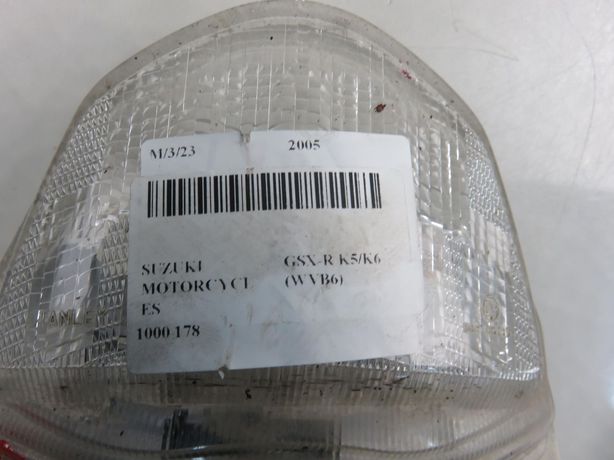 M/3/23 2005
SUZUKI GSX-R K5/K6
MOTORCYCL (WVB6)
ES
1000 178